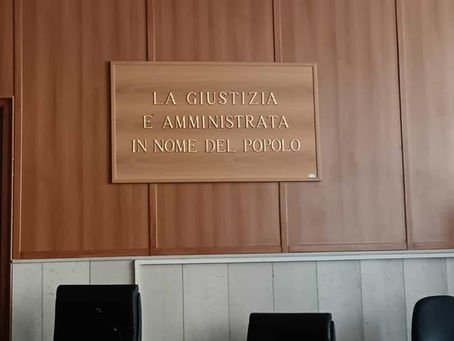 LA GIUSTIZIA
E AMMINISTRATA
IN NOME DEL POPOLO